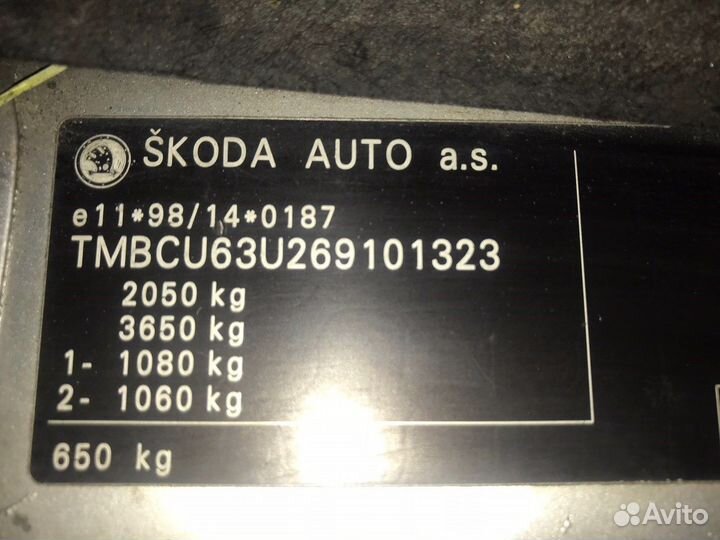 ŠKODA AUTO a.s.
e11*98/14*0187
TMBCU63U269101323
2050 kg
3650 kg
1- 1080 kg
2- 1060 kg
650 kg
Avito